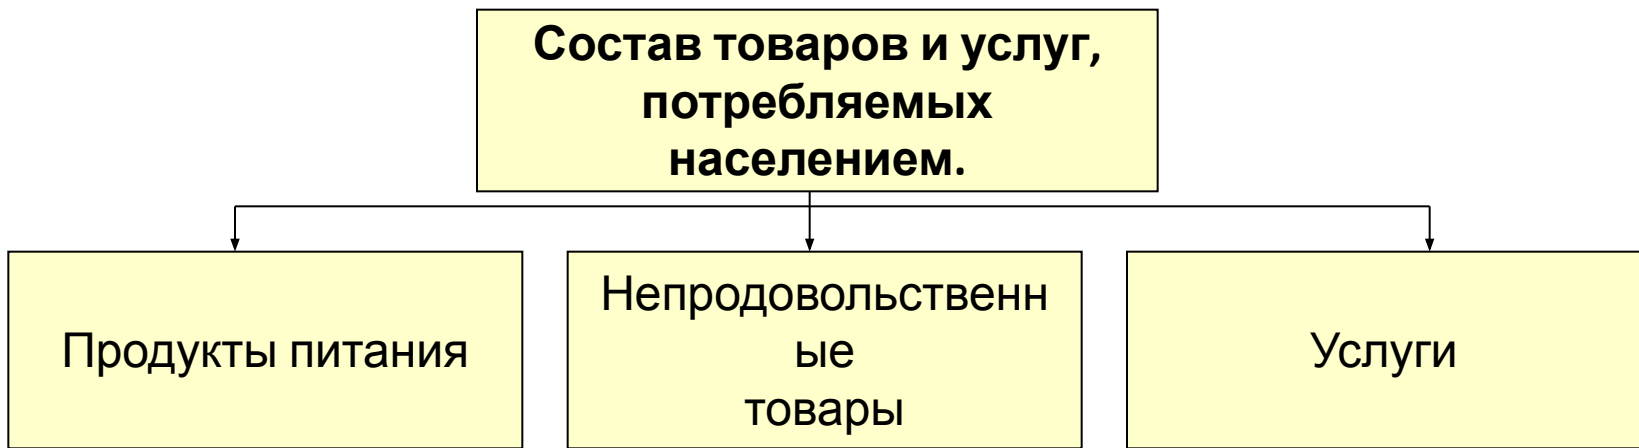 Состав товаров и услуг,
потребляемых
населением.
Продукты питания
Непродовольственн
ые
товары
Услуги